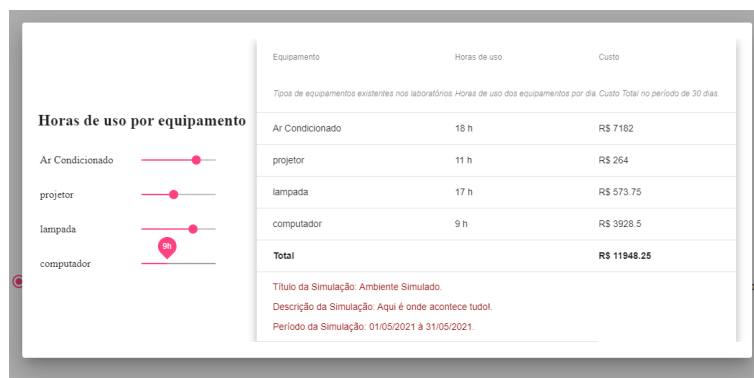 Horas de uso por equipamento
Ar Condicionado
projetor
lampada
9h
computador
Equipamento Horas de uso Custo
Tipos de equipamentos existentes nos laboratórios. Horas de uso dos equipamentos por dia. Custo Total no período de 30 dias.
Ar Condicionado 18 h R$ 7182
projetor 11 h R$ 264
lampada 17 h R$ 573.75
computador 9 h R$ 3928.5
Total R$ 11948.25
Título da Simulação: Ambiente Simulado.
Descrição da Simulação: Aqui é onde acontece tudo!.
Período da Simulação: 01/05/2021 à 31/05/2021.